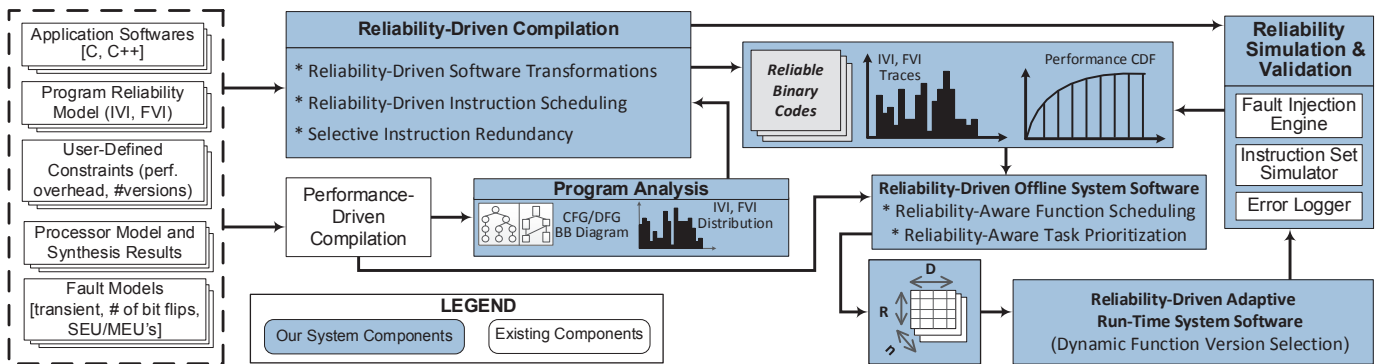 Application Softwares
[C, C++]
Program Reliability
Model (IVI, FVI)
User-Defined
Constraints (perf.
overhead, #versions)
Processor Model and
Synthesis Results
Fault Models
[transient, # of bit flips,
SEU/MEU's]
Reliability-Driven Compilation
* Reliability-Driven Software Transformations
* Reliability-Driven Instruction Scheduling
* Selective Instruction Redundancy
Performance-
Driven
Compilation
Program Analysis
CFG/DFG
BB Diagram
IVI, FVI
Distribution
LEGEND
Our System Components
Existing Components
Reliable
Binary
Codes
IVI, FVI
Traces
Performance CDF
Reliability-Driven Offline System Software
* Reliability-Aware Function Scheduling
* Reliability-Aware Task Prioritization
D
R
n
Reliability-Driven Adaptive
Run-Time System Software
(Dynamic Function Version Selection)
Reliability
Simulation &
Validation
Fault Injection
Engine
Instruction Set
Simulator
Error Logger